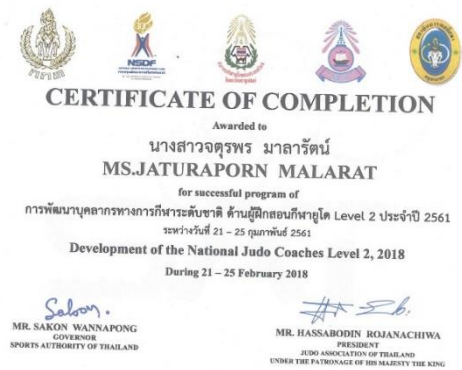 NSDF
CERTIFICATE OF COMPLETION
Awarded to
นางสาวจตุรพร มาลารัตน์
MS.JATURAPORN MALARAT
for successful program of
การพัฒนาบุคลากรทางการกีฬาระดับชาติ ด้านผู้ฝึกสอนกีฬายูโด Level 2 ประจำปี 2561
ระหว่างวันที่ 21 - 25 กุมภาพันธ์ 2561
Development of the National Judo Coaches Level 2, 2018
During 21 – 25 February 2018
MR. SAKON WANNAPONG
GOVERNOR
SPORTS AUTHORITY OF THAILAND
MR. HASSABODIN ROJANACHIWA
PRESIDENT
JUDO ASSOCIATION OF THAILAND
UNDER THE PATRONAGE OF HIS MAJESTY THE KING